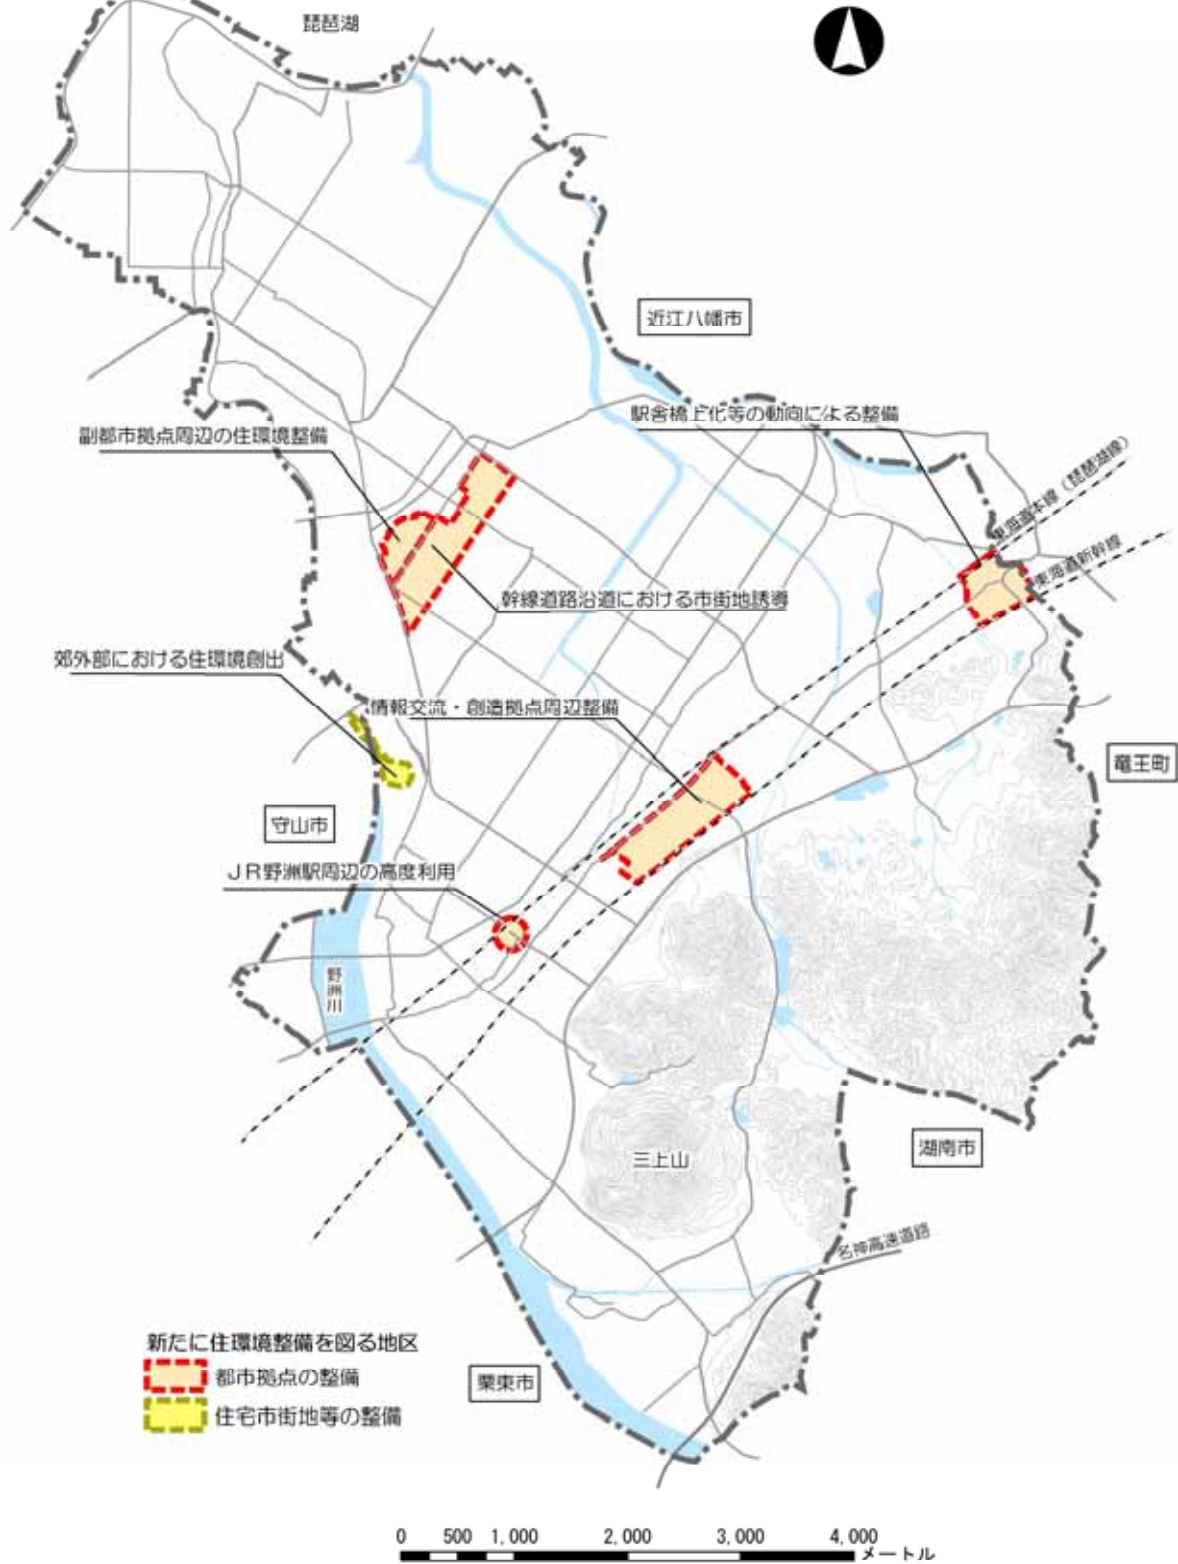 琵琶湖
近江八幡市
駅舎橋上化等の動向による整備
副都市拠点周辺の住環境整備
東海道本線（琵琶湖線）
東海道新幹線
幹線道路沿道における市街地誘導
郊外部における住環境創出
情報交流・創造拠点周辺整備
竜王町
守山市
ＪＲ野洲駅周辺の高度利用
野洲川
湖南市
三上山
名神高速道路
新たに住環境整備を図る地区
都市拠点の整備
住宅市街地等の整備
栗東市
0 500 1,000 2,000 3,000 4,000
メートル